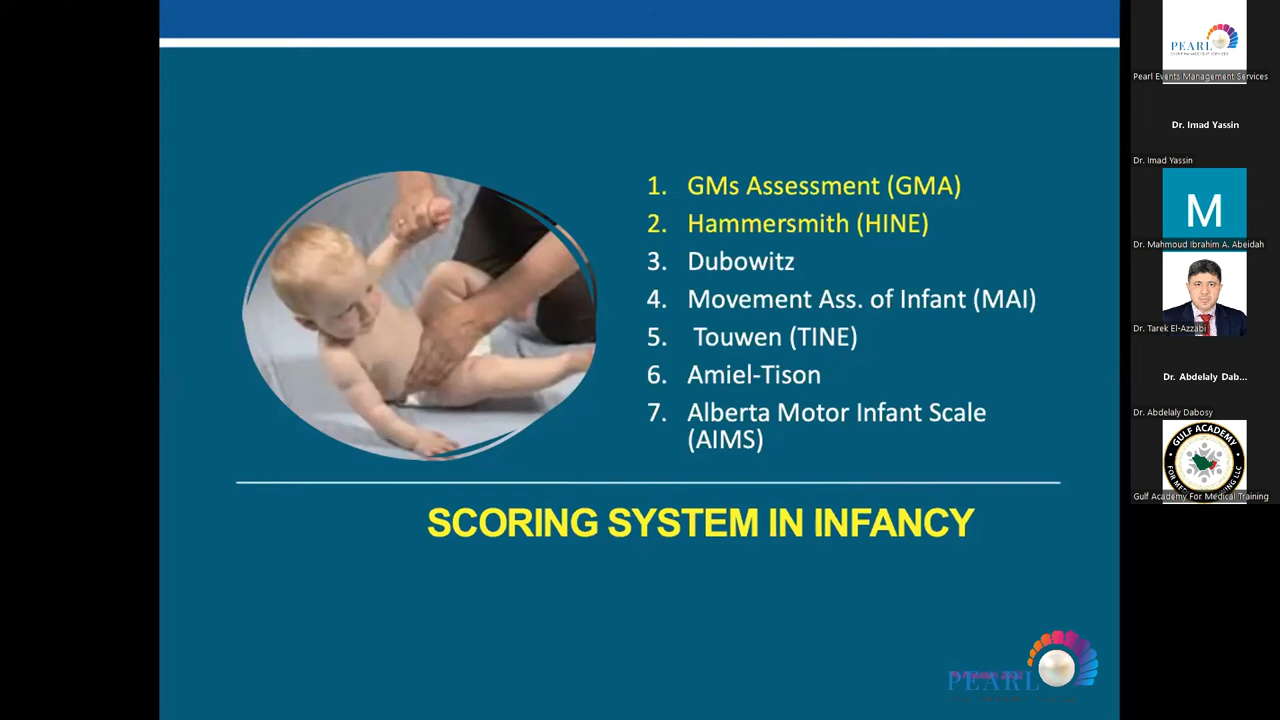 1. GMs Assessment (GMA)
2. Hammersmith (HINE)
3. Dubowitz
4. Movement Ass. of Infant (MAI)
5. Touwen (TINE)
6. Amiel-Tison
7. Alberta Motor Infant Scale
(AIMS)
SCORING SYSTEM IN INFANCY
PEARL
PEARL
Pearl Events Management Services
Dr. Imad Yassin
Dr. Imad Yassin
M
Dr. Mahmoud Ibrahim A. Abeidah
Dr. Tarek El-Azzabi
Dr. Abdelaly Dab...
Dr. Abdelaly Dabosy
GULF ACADEMY
Gulf Academy For Medical Training